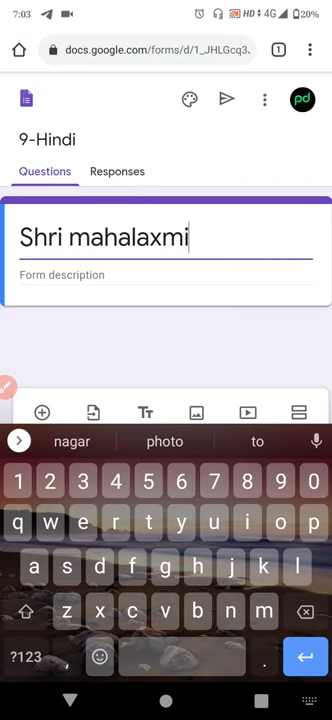 7:03
HD 4G 20%
docs.google.com/forms/d/1_JHLGcq3.
1
pd
9-Hindi
Questions Responses
Shri mahalaxmi
Form description
Tт
nagar photo to
1 2 3 4 5 6 7 8 9 0
q w e r t y u i o p
a s d f g h j k l
z x c v b n m
?123 , .